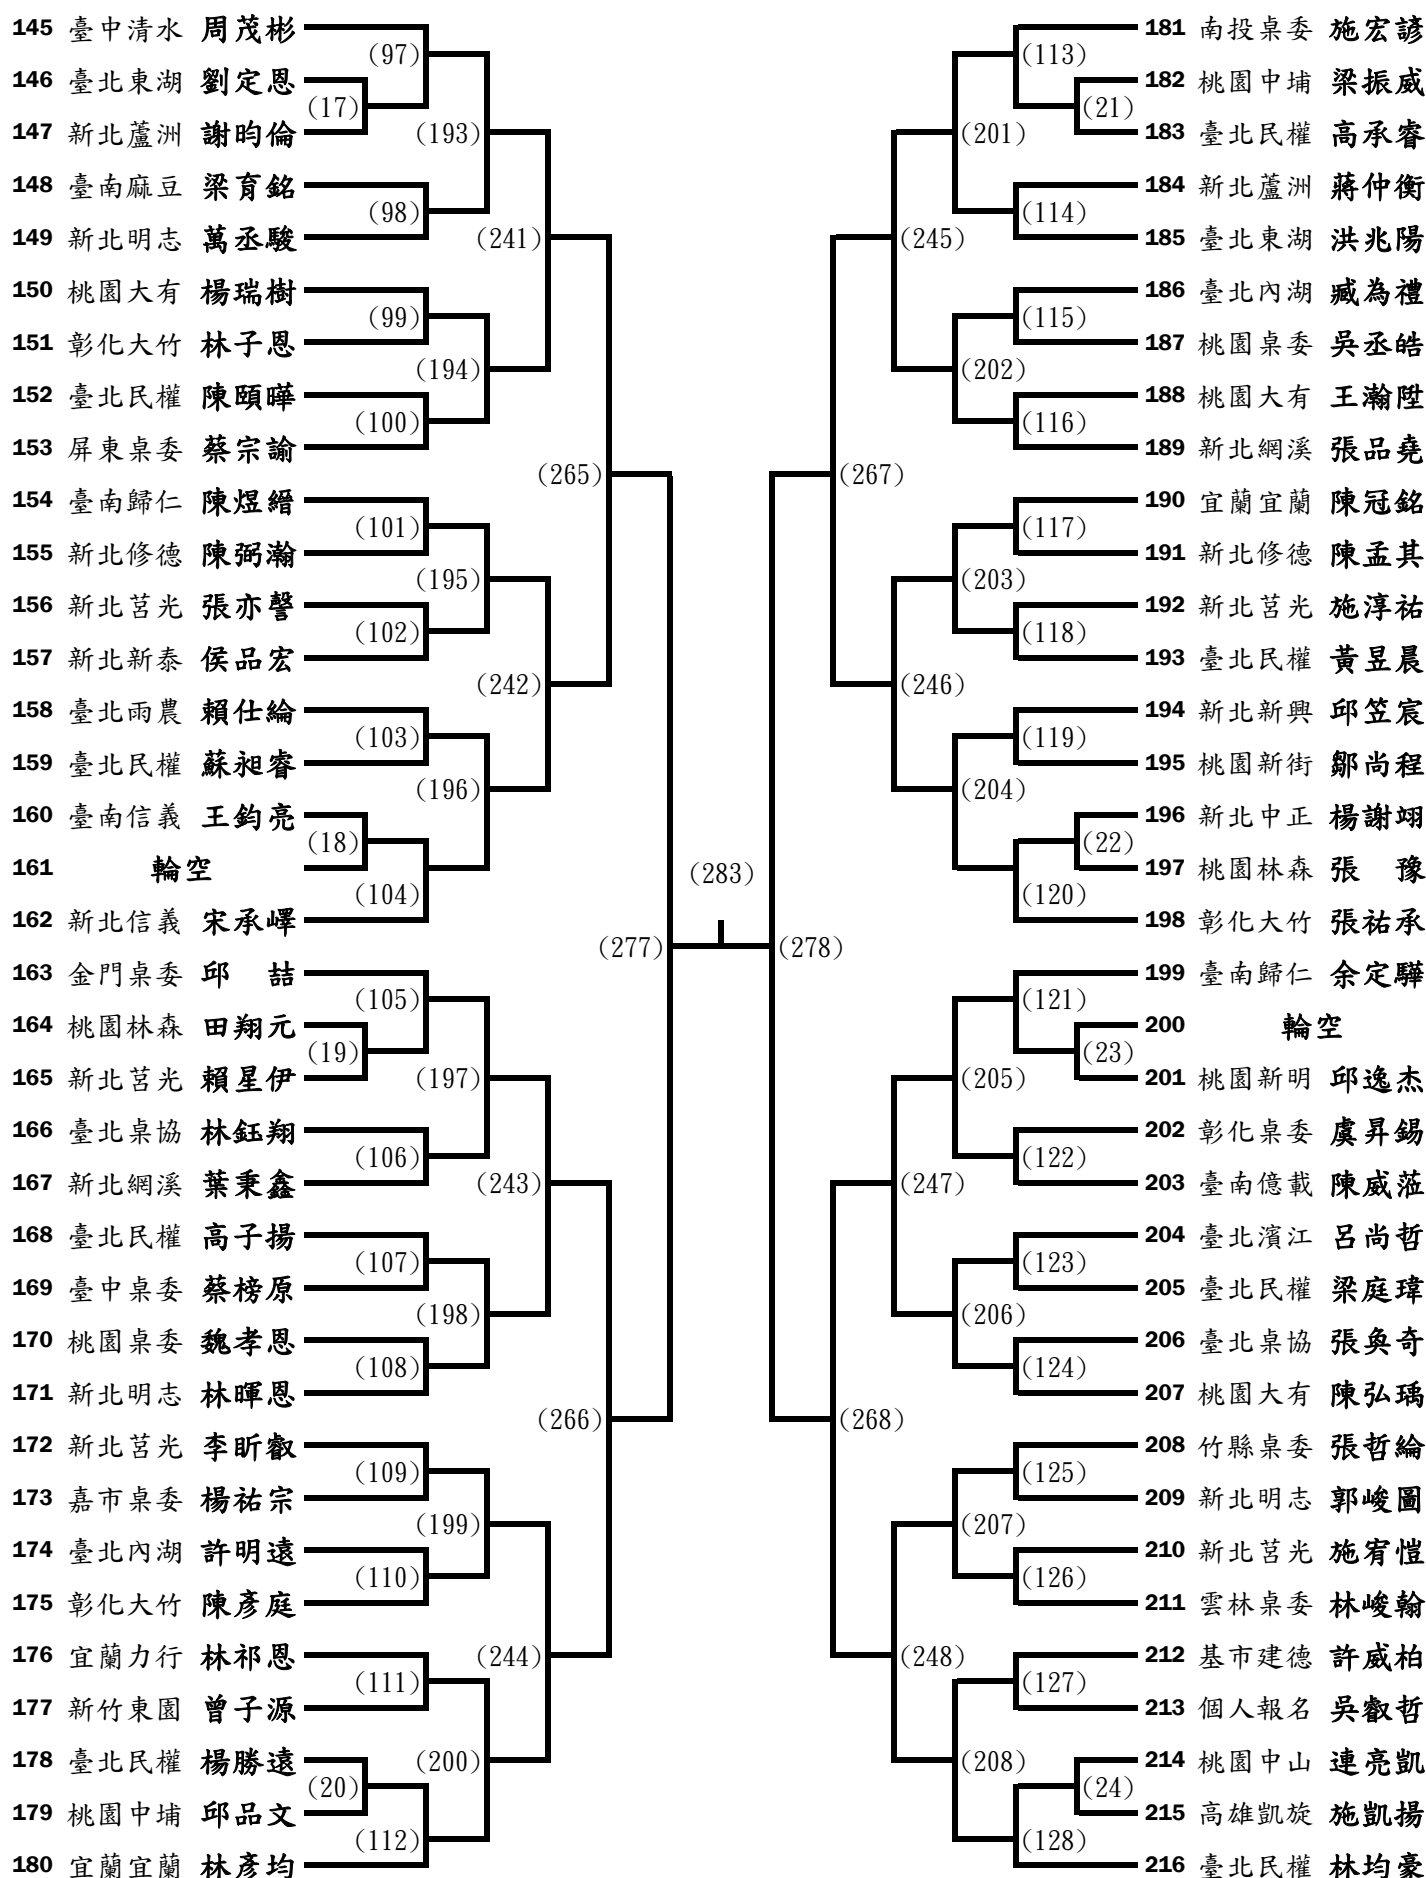 145 臺中清水 周茂彬
146 臺北東湖 劉定恩
147 新北蘆洲 謝昀倫
148 臺南麻豆 梁育銘
149 新北明志 萬丞駿
150 桃園大有 楊瑞樹
151 彰化大竹 林子恩
152 臺北民權 陳頤曄
153 屏東桌委 蔡宗諭
154 臺南歸仁 陳煜縉
155 新北修德 陳弼瀚
156 新北莒光 張亦謦
157 新北新泰 侯品宏
158 臺北雨農 賴仕綸
159 臺北民權 蘇昶睿
160 臺南信義 王鈞亮
161 輪空
162 新北信義 宋承嶧
163 金門桌委 邱 喆
164 桃園林森 田翔元
165 新北莒光 賴星伊
166 臺北桌協 林鈺翔
167 新北網溪 葉秉鑫
168 臺北民權 高子揚
169 臺中桌委 蔡榜原
170 桃園桌委 魏孝恩
171 新北明志 林暉恩
172 新北莒光 李昕叡
173 嘉市桌委 楊祐宗
174 臺北內湖 許明遠
175 彰化大竹 陳彥庭
176 宜蘭力行 林祁恩
177 新竹東園 曾子源
178 臺北民權 楊勝遠
179 桃園中埔 邱品文
180 宜蘭宜蘭 林彥均
(97)
(17)
(193)
(98)
(241)
(99)
(194)
(100)
(265)
(101)
(195)
(102)
(242)
(103)
(196)
(18)
(104)
(277)
(105)
(19)
(197)
(106)
(243)
(107)
(198)
(108)
(266)
(109)
(199)
(110)
(244)
(111)
(200)
(20)
(112)
(283)
(113)
(21)
(201)
(114)
(245)
(115)
(202)
(116)
(267)
(117)
(203)
(118)
(246)
(119)
(204)
(22)
(120)
(278)
(121)
(23)
(205)
(122)
(247)
(123)
(206)
(124)
(268)
(125)
(207)
(126)
(248)
(127)
(208)
(24)
(128)
181 南投桌委 施宏諺
182 桃園中埔 梁振威
183 臺北民權 高承睿
184 新北蘆洲 蔣仲衡
185 臺北東湖 洪兆陽
186 臺北內湖 臧為禮
187 桃園桌委 吳丞皓
188 桃園大有 王瀚陞
189 新北網溪 張品堯
190 宜蘭宜蘭 陳冠銘
191 新北修德 陳孟其
192 新北莒光 施淳祐
193 臺北民權 黃昱晨
194 新北新興 邱笠宸
195 桃園新街 鄒尚程
196 新北中正 楊謝翊
197 桃園林森 張 豫
198 彰化大竹 張祐承
199 臺南歸仁 余定驊
200 輪空
201 桃園新明 邱逸杰
202 彰化桌委 虞昇錫
203 臺南億載 陳威蒞
204 臺北濱江 呂尚哲
205 臺北民權 梁庭瑋
206 臺北桌協 張奐奇
207 桃園大有 陳弘瑀
208 竹縣桌委 張哲綸
209 新北明志 郭峻圖
210 新北莒光 施宥愷
211 雲林桌委 林峻翰
212 基市建德 許威柏
213 個人報名 吳叡哲
214 桃園中山 連亮凱
215 高雄凱旋 施凱揚
216 臺北民權 林均豪